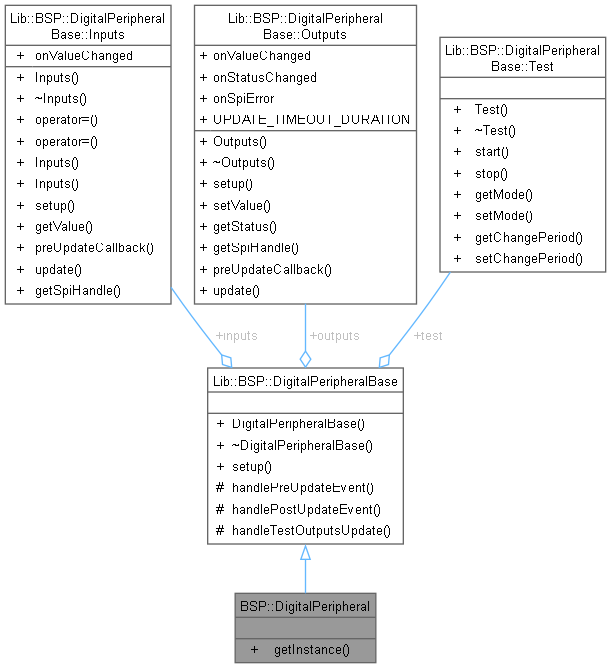 Lib::BSP::DigitalPeripheral
Base::Inputs
+ onValueChanged
+ Inputs()
+ ~Inputs()
+ operator=()
+ operator=()
+ Inputs()
+ Inputs()
+ setup()
+ getValue()
+ preUpdateCallback()
+ update()
+ getSpiHandle()
Lib::BSP::DigitalPeripheral
Base::Outputs
+ onValueChanged
+ onStatusChanged
+ onSpiError
+ UPDATE_TIMEOUT_DURATION
+ Outputs()
+ ~Outputs()
+ setup()
+ setValue()
+ getStatus()
+ getSpiHandle()
+ preUpdateCallback()
+ update()
Lib::BSP::DigitalPeripheral
Base::Test
+ Test()
+ ~Test()
+ start()
+ stop()
+ getMode()
+ setMode()
+ getChangePeriod()
+ setChangePeriod()
+inputs
+outputs
+test
Lib::BSP::DigitalPeripheralBase
+ DigitalPeripheralBase()
+ ~DigitalPeripheralBase()
+ setup()
# handlePreUpdateEvent()
# handlePostUpdateEvent()
# handleTestOutputsUpdate()
BSP::DigitalPeripheral
+ getInstance()